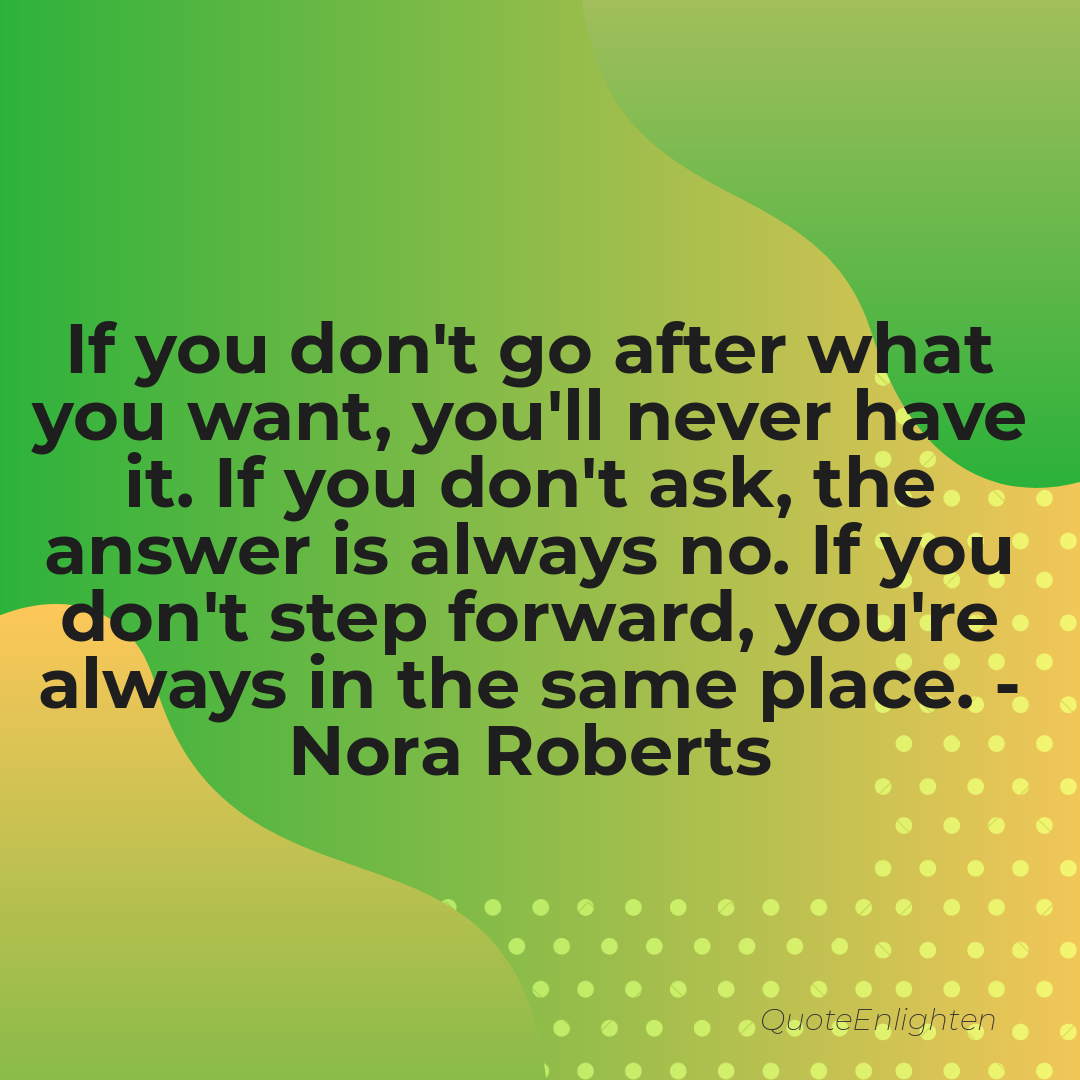 If you don't go after what
you want, you'll never have
it. If you don't ask, the
answer is always no. If you
don't step forward, you're
always in the same place. -
Nora Roberts
QuoteEnlighten